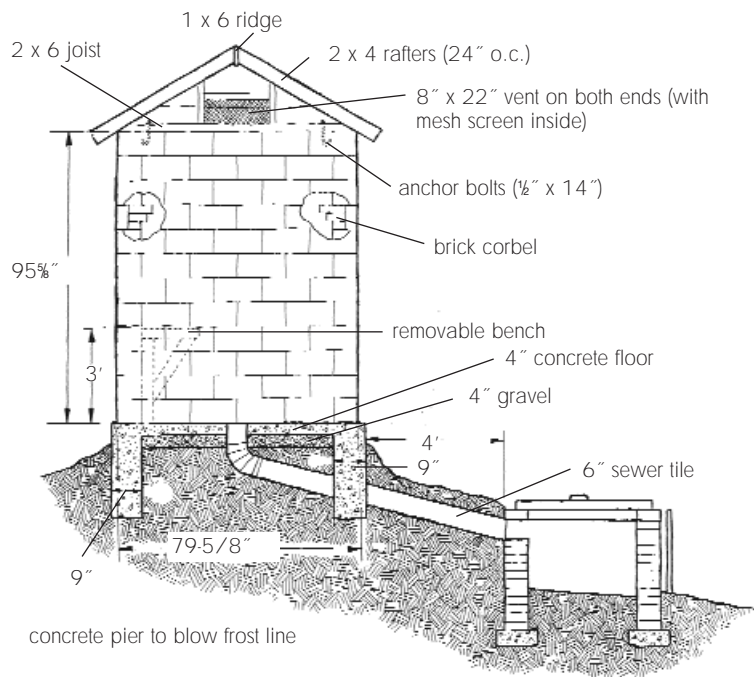 1 x 6 ridge
2 x 6 joist
2 x 4 rafters (24″ o.c.)
8″ x 22″ vent on both ends (with
mesh screen inside)
anchor bolts (½″ x 14″)
brick corbel
95⅝″
removable bench
3′
4″ concrete floor
4″ gravel
4′
9″
6″ sewer tile
79-5/8″
9″
concrete pier to blow frost line